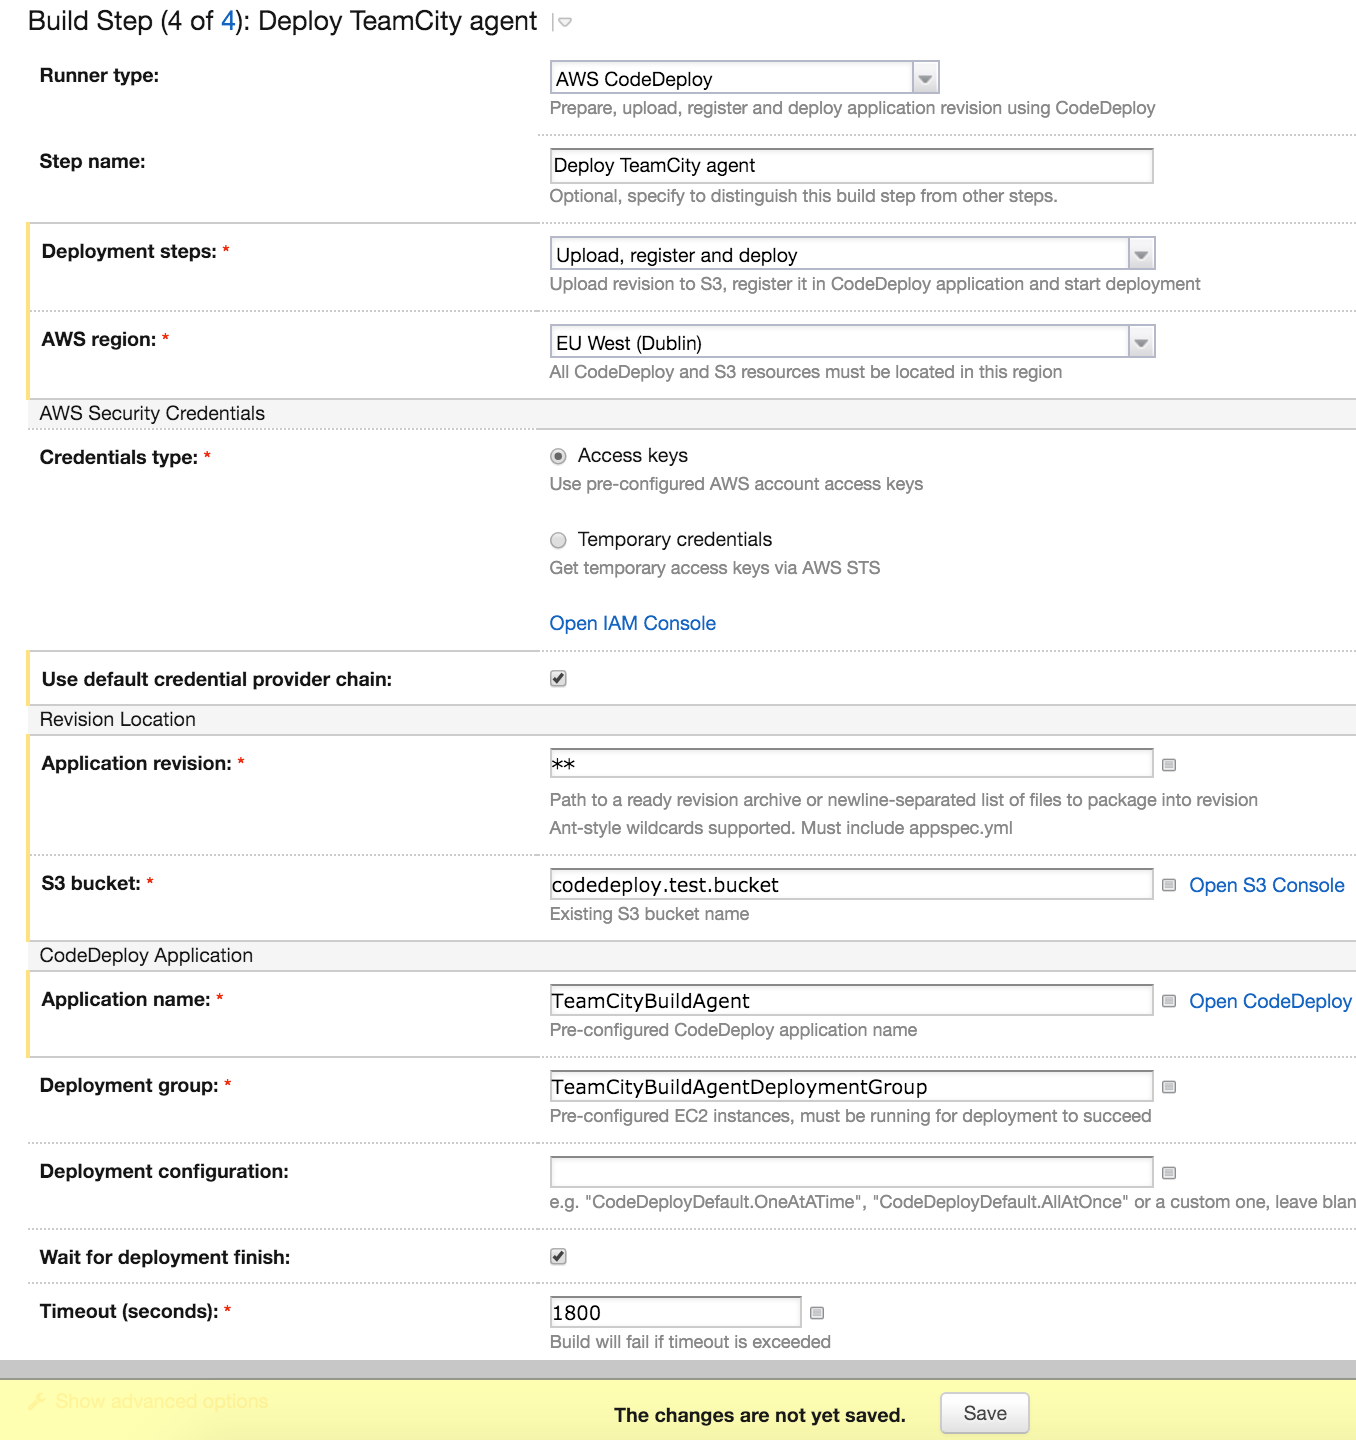 Build Step (4 of 4): Deploy TeamCity agent
Runner type:
AWS CodeDeploy
Prepare, upload, register and deploy application revision using CodeDeploy
Step name:
Deploy TeamCity agent
Optional, specify to distinguish this build step from other steps.
Deployment steps: *
Upload, register and deploy
Upload revision to S3, register it in CodeDeploy application and start deployment
AWS region: *
EU West (Dublin)
All CodeDeploy and S3 resources must be located in this region
AWS Security Credentials
Credentials type: *
Access keys
Use pre-configured AWS account access keys
Temporary credentials
Get temporary access keys via AWS STS
Open IAM Console
Use default credential provider chain:
Revision Location
Application revision: *
**
Path to a ready revision archive or newline-separated list of files to package into revision
Ant-style wildcards supported. Must include appspec.yml
S3 bucket: *
codedeploy.test.bucket
Open S3 Console
Existing S3 bucket name
CodeDeploy Application
Application name: *
TeamCityBuildAgent
Open CodeDeploy
Pre-configured CodeDeploy application name
Deployment group: *
TeamCityBuildAgentDeploymentGroup
Pre-configured EC2 instances, must be running for deployment to succeed
Deployment configuration:
e.g. "CodeDeployDefault.OneAtATime", "CodeDeployDefault.AllAtOnce" or a custom one, leave blan
Wait for deployment finish:
Timeout (seconds): *
1800
Build will fail if timeout is exceeded
Show advanced options
The changes are not yet saved.
Save